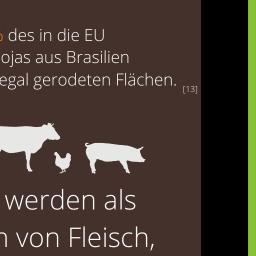 % des in die EU
ojas aus Brasilien
egal gerodeten Flächen. [13]
werden als
n von Fleisch,